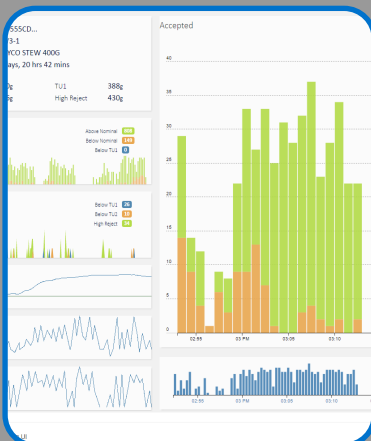 555CD...
/3-1
YCO STEW 400G
ays, 20 hrs 42 mins
TU1 388g
High Reject 430g
Above Nominal
Below Nominal
Below TU1
Below TU1 26
Below TU2
High Reject
Accepted
40
35
30
25
20
15
10
5
0
02:55 03 PM 03:05 03:10
02:55 03 PM 03:05 03:10
UI